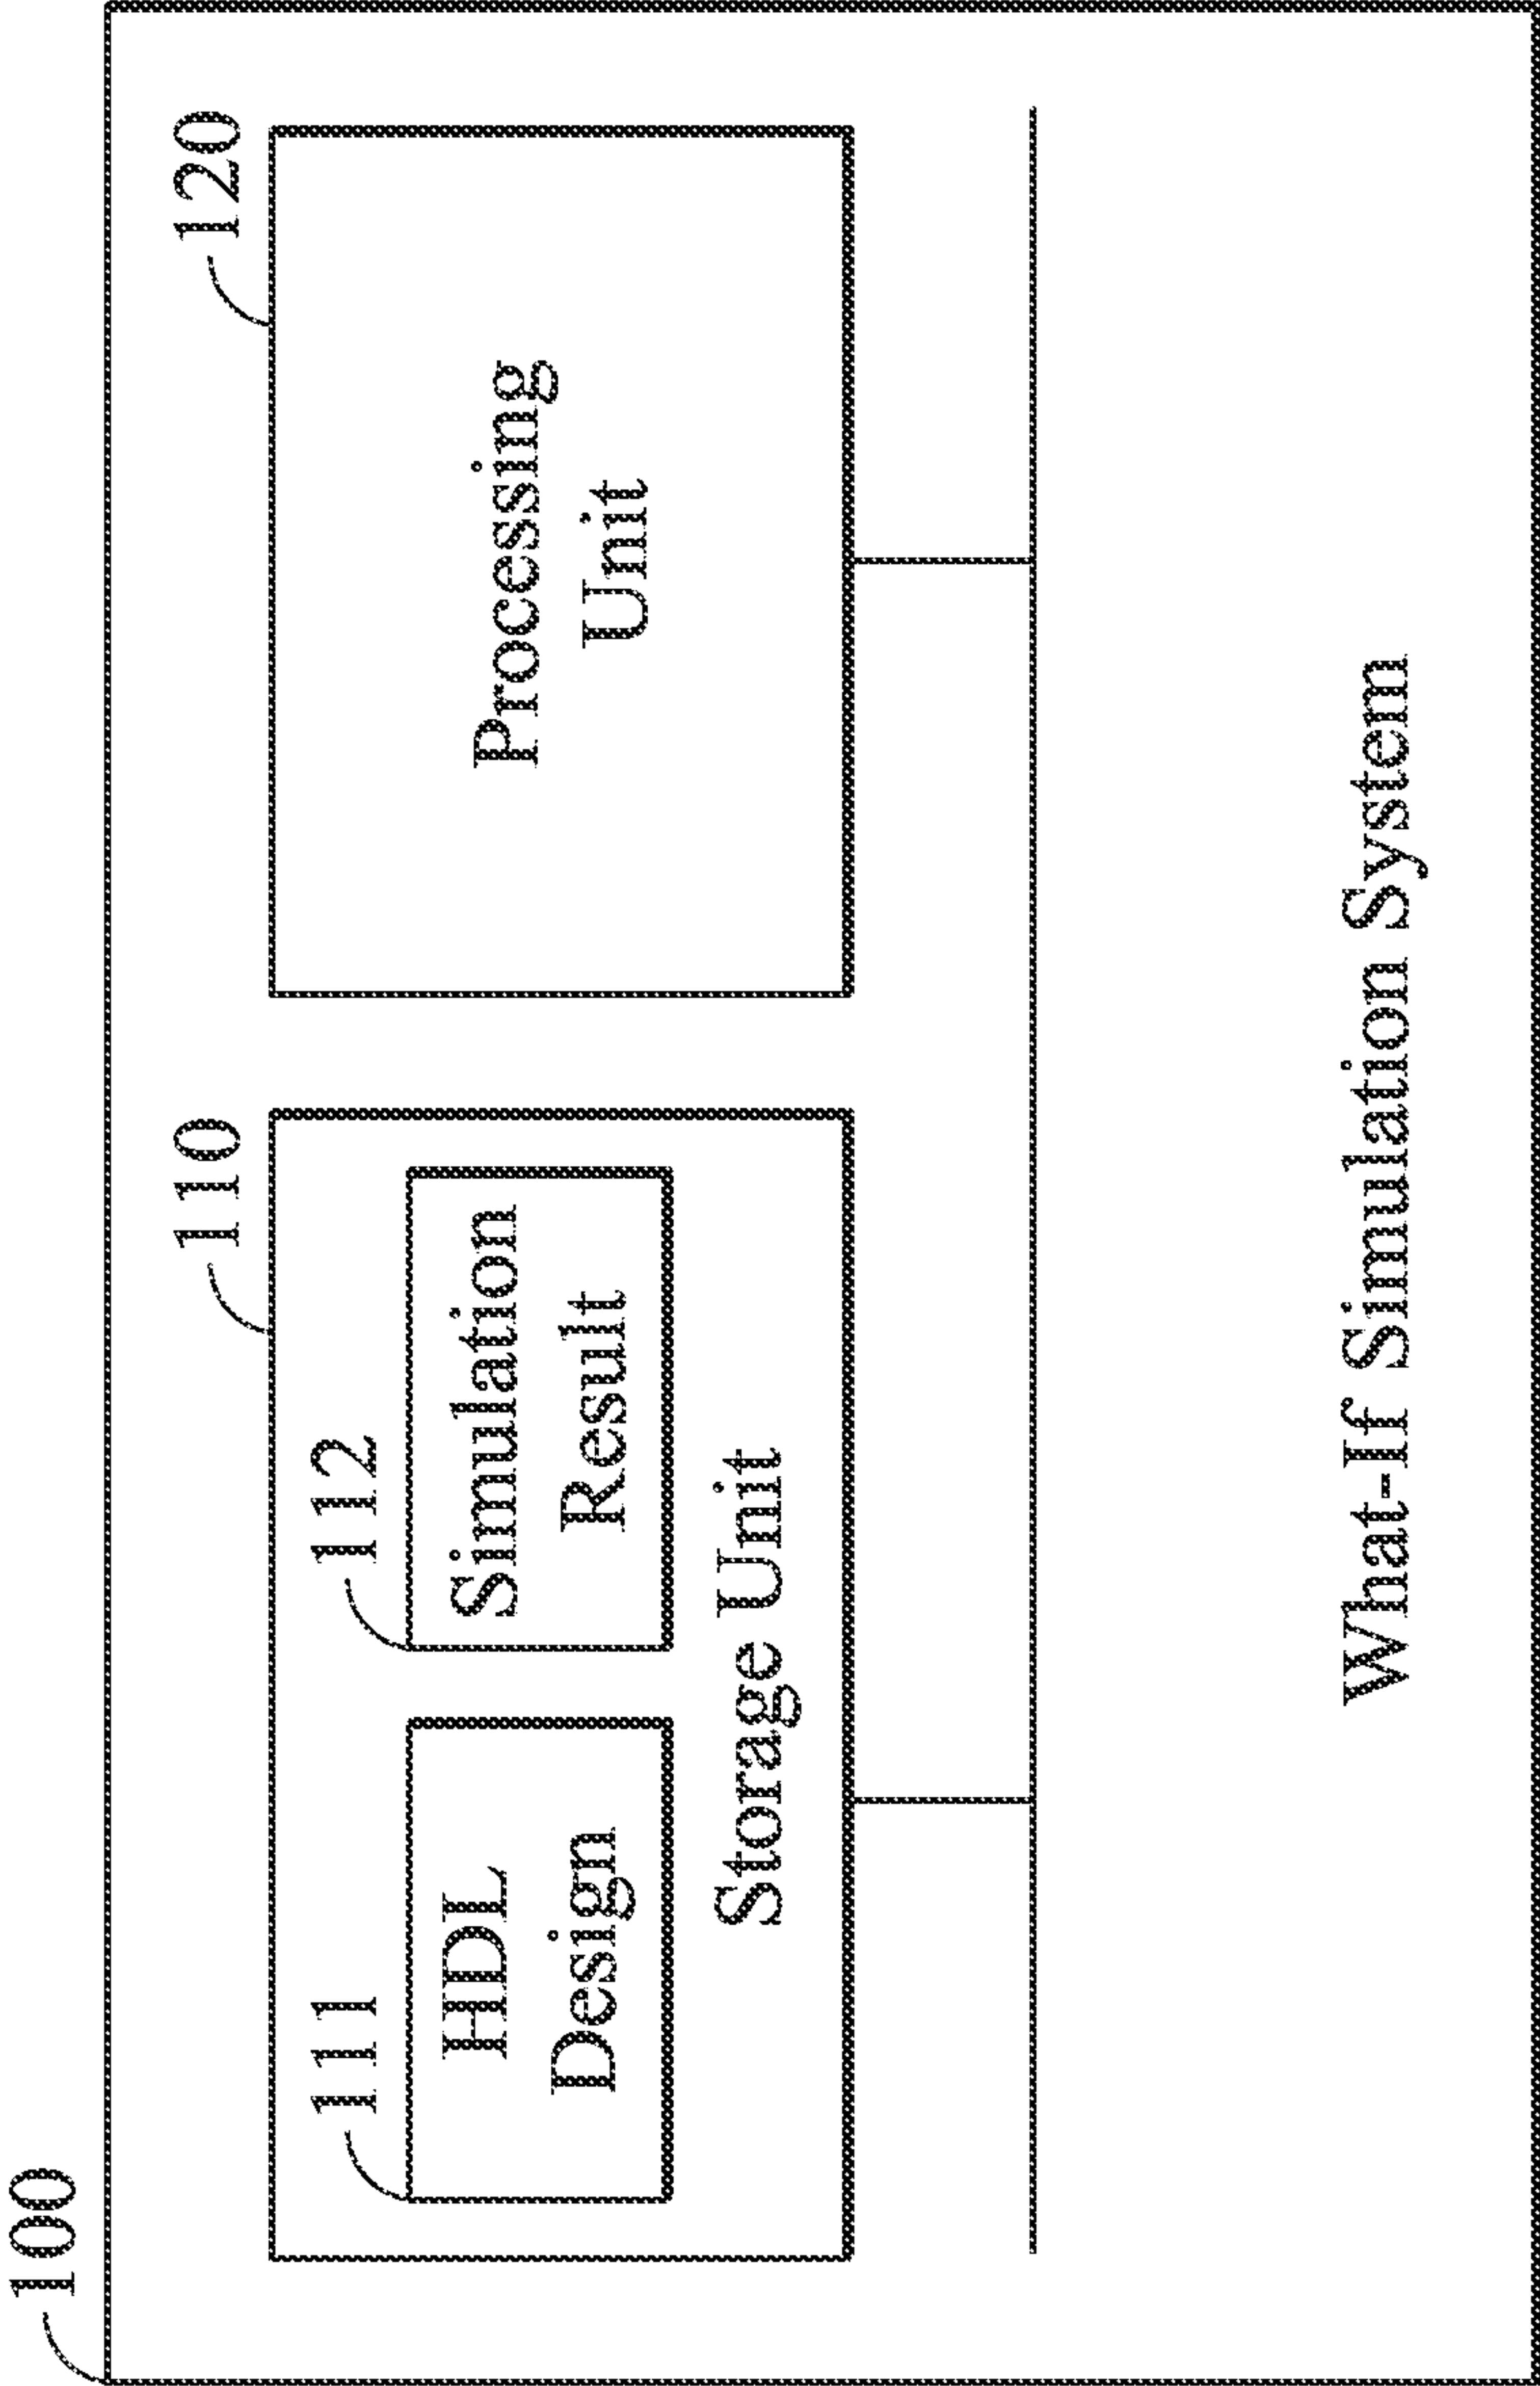 100
110
120
111
112
HDL
Design
Simulation
Result
Storage Unit
Processing
Unit
What-If Simulation System